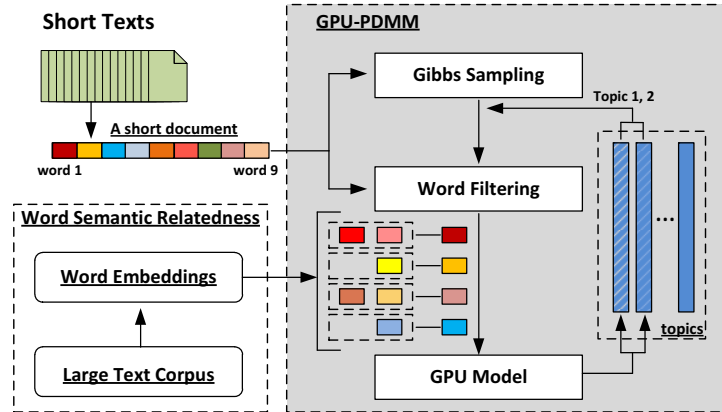 Short Texts
A short document
word 1
word 9
Word Semantic Relatedness
Word Embeddings
Large Text Corpus
GPU-PDMM
Gibbs Sampling
Topic 1, 2
Word Filtering
...
topics
GPU Model